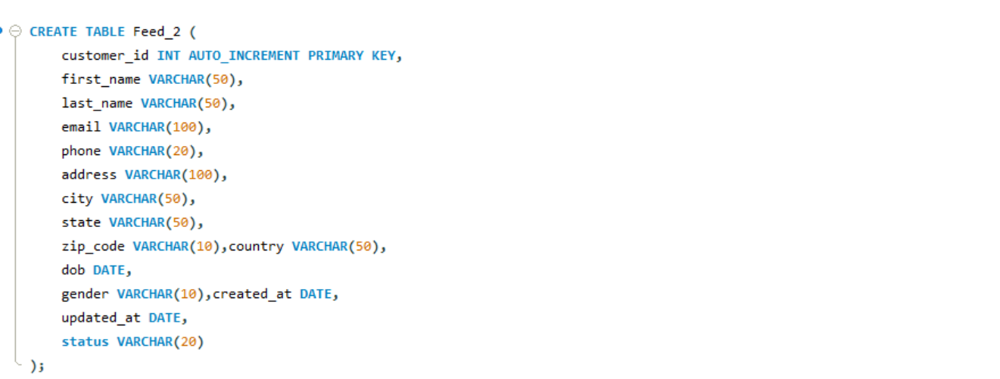 CREATE TABLE Feed_2 (
customer_id INT AUTO_INCREMENT PRIMARY KEY,
first_name VARCHAR(50),
last_name VARCHAR(50),
email VARCHAR(100),
phone VARCHAR(20),
address VARCHAR(100),
city VARCHAR(50),
state VARCHAR(50),
zip_code VARCHAR(10),country VARCHAR(50),
dob DATE,
gender VARCHAR(10),created_at DATE,
updated_at DATE,
status VARCHAR(20)
);